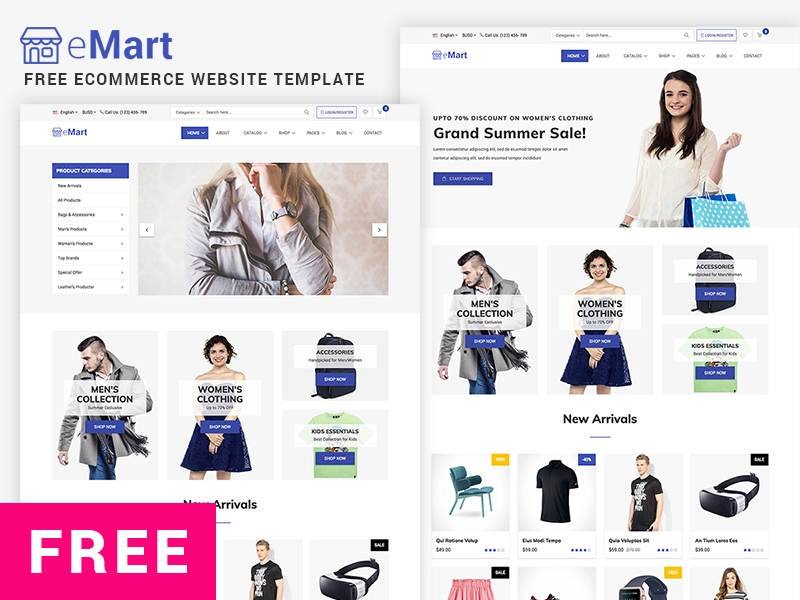 eMart
FREE ECOMMERCE WEBSITE TEMPLATE
English $USD Call Us: (123) 456- 789 Categories Search here... LOGIN/REGISTER 0
eMart
HOME ABOUT CATALOG SHOP PAGES BLOG CONTACT
PRODUCT CATEGORIES
New Arrivals
All Products
Bags & Accessories
Man's Products
Woman's Products
Top Brands
Special Offer
Leather's Productor
MEN'S
COLLECTION
Summer Exclusive
SHOP NOW
WOMEN'S
CLOTHING
Up to 70% OFF
SHOP NOW
ACCESSORIES
Handpicked for Men/Women
SHOP NOW
KIDS ESSENTIALS
Best Collection for Kids
SHOP NOW
New Arrivals
SALE
FREE
English $USD Call Us: (123) 456- 789 Categories Search here... LOGIN/REGISTER 0
eMart
HOME ABOUT CATALOG SHOP PAGES BLOG CONTACT
UPTO 70% DISCOUNT ON WOMEN'S CLOTHING
Grand Summer Sale!
Lorem consectetur adipiscing elit, sed do eiusmod tempor dolor sit amet
contetur adipiscing elit, sed do eiusmod tempor incididunt
START SHOPPING
MEN'S
COLLECTION
Summer Exclusive
SHOP NOW
WOMEN'S
CLOTHING
Up to 70% OFF
SHOP NOW
ACCESSORIES
Handpicked for Men/Women
SHOP NOW
KIDS ESSENTIALS
Best Collection for Kids
SHOP NOW
New Arrivals
NEW
-40%
SALE
Qui Ratione Volup
$49.00
Eius Modi Tempo
$59.00
Quia Voluptas Sit
$69.00 $79.00
An Tium Lores Eos
$39.00
SALE
NEW